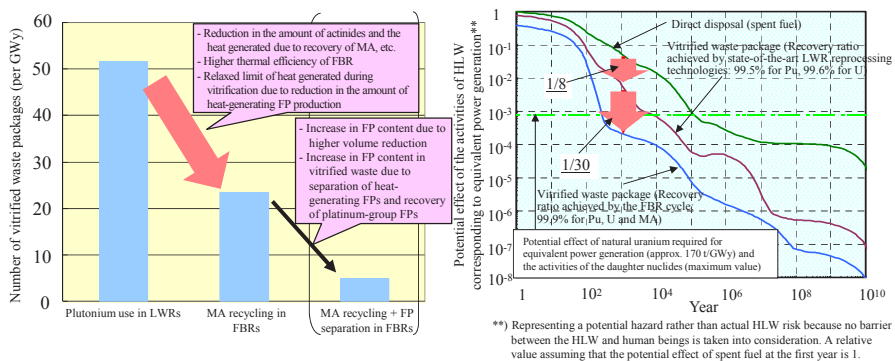 Number of vitrified waste packages (per GWy)
60
50
40
30
20
10
0
- Reduction in the amount of actinides and
the heat generated due to recovery of MA, etc.
- Higher thermal efficiency of FBR
- Relaxed limit of heat generated during
vitrification due to reduction in the amount of
heat-generating FP production
- Increase in FP content due to
higher volume reduction
- Increase in FP content in
vitrified waste due to
separation of heat-
generating FPs and recovery
of platinum-group FPs
Plutonium use in LWRs
MA recycling in
FBRs
MA recycling + FP
separation in FBRs
Potential effect of the activities of HLW
corresponding to equivalent power generation**
1
10-1
10-2
10-3
10-4
10-5
10-6
10-7
10-8
Direct disposal (spent fuel)
Vitrified waste package (Recovery ratio
achieved by state-of-the-art LWR reprocessing
technologies: 99.5% for Pu, 99.6% for U)
1/8
1/30
Vitrified waste package (Recovery
ratio achieved by the FBR cycle:
99.9% for Pu, U and MA)
Potential effect of natural uranium required for
equivalent power generation (approx. 170 t/GWy) and
the activities of the daughter nuclides (maximum value)
1
10²
10⁴
10⁶
10⁸
10¹⁰
Year
**) Representing a potential hazard rather than actual HLW risk because no barrier
between the HLW and human beings is taken into consideration. A relative
value assuming that the potential effect of spent fuel at the first year is 1.